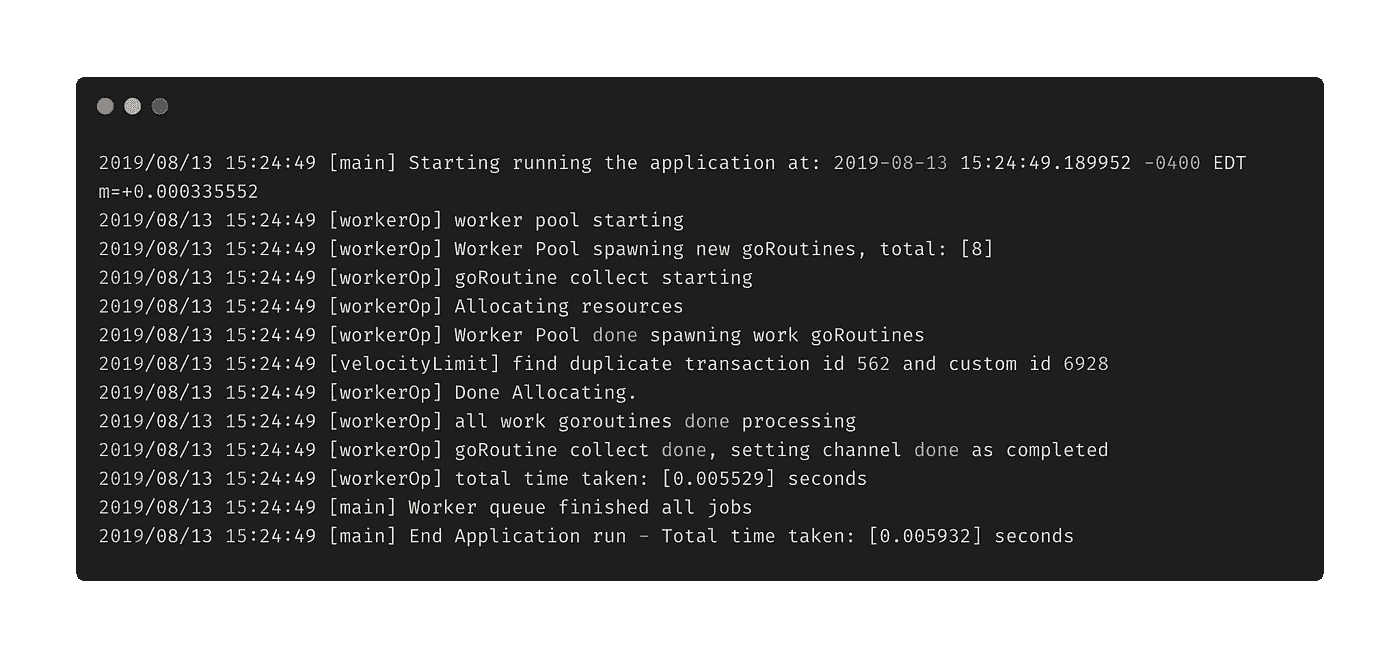 2019/08/13 15:24:49 [main] Starting running the application at: 2019-08-13 15:24:49.189952 -0400 EDT
m=+0.000335552
2019/08/13 15:24:49 [workerOp] worker pool starting
2019/08/13 15:24:49 [workerOp] Worker Pool spawning new goRoutines, total: [8]
2019/08/13 15:24:49 [workerOp] goRoutine collect starting
2019/08/13 15:24:49 [workerOp] Allocating resources
2019/08/13 15:24:49 [workerOp] Worker Pool done spawning work goRoutines
2019/08/13 15:24:49 [velocityLimit] find duplicate transaction id 562 and custom id 6928
2019/08/13 15:24:49 [workerOp] Done Allocating.
2019/08/13 15:24:49 [workerOp] all work goroutines done processing
2019/08/13 15:24:49 [workerOp] goRoutine collect done, setting channel done as completed
2019/08/13 15:24:49 [workerOp] total time taken: [0.005529] seconds
2019/08/13 15:24:49 [main] Worker queue finished all jobs
2019/08/13 15:24:49 [main] End Application run - Total time taken: [0.005932] seconds